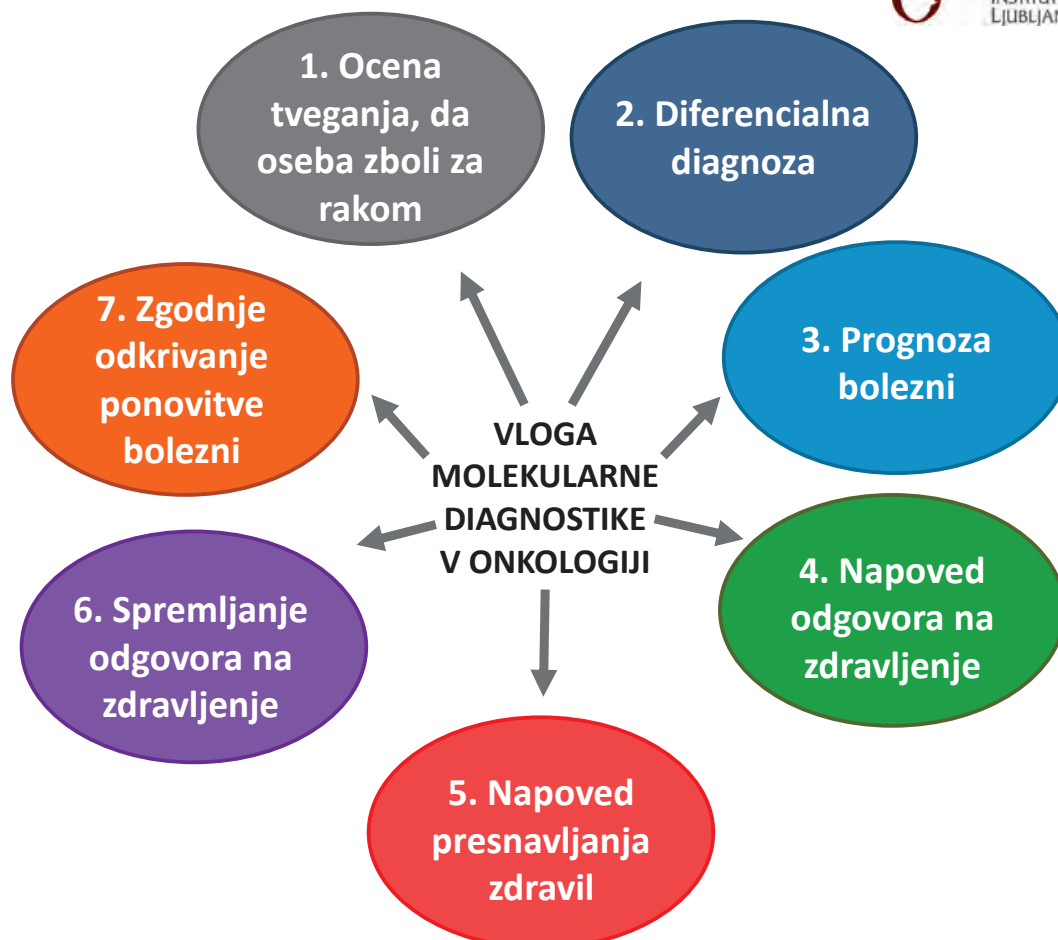 LJUBLJAN
1. Ocena
tveganja, da
oseba zboli za
rakom
2. Diferencialna
diagnoza
3. Prognoza
bolezni
4. Napoved
odgovora na
zdravljenje
5. Napoved
presnavljanja
zdravil
6. Spremljanje
odgovora na
zdravljenje
7. Zgodnje
odkrivanje
ponovitve
bolezni
VLOGA
MOLEKULARNE
DIAGNOSTIKE
V ONKOLOGIJI